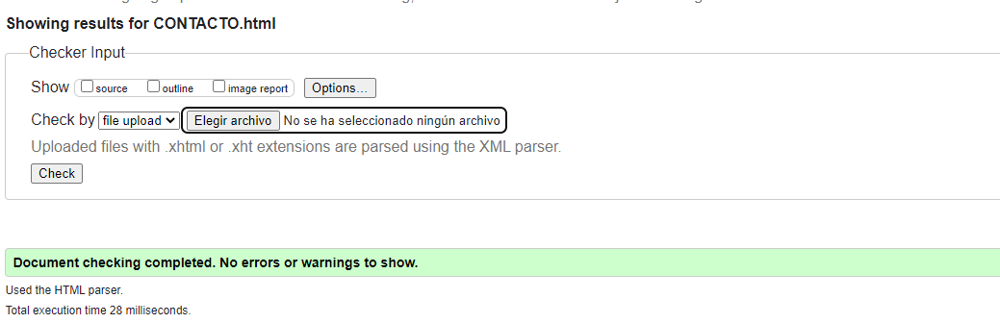 Showing results for CONTACTO.html
Checker Input
Show source outline image report Options...
Check by file upload Elegir archivo No se ha seleccionado ningún archivo
Uploaded files with .xhtml or .xht extensions are parsed using the XML parser.
Check
Document checking completed. No errors or warnings to show.
Used the HTML parser.
Total execution time 28 milliseconds.